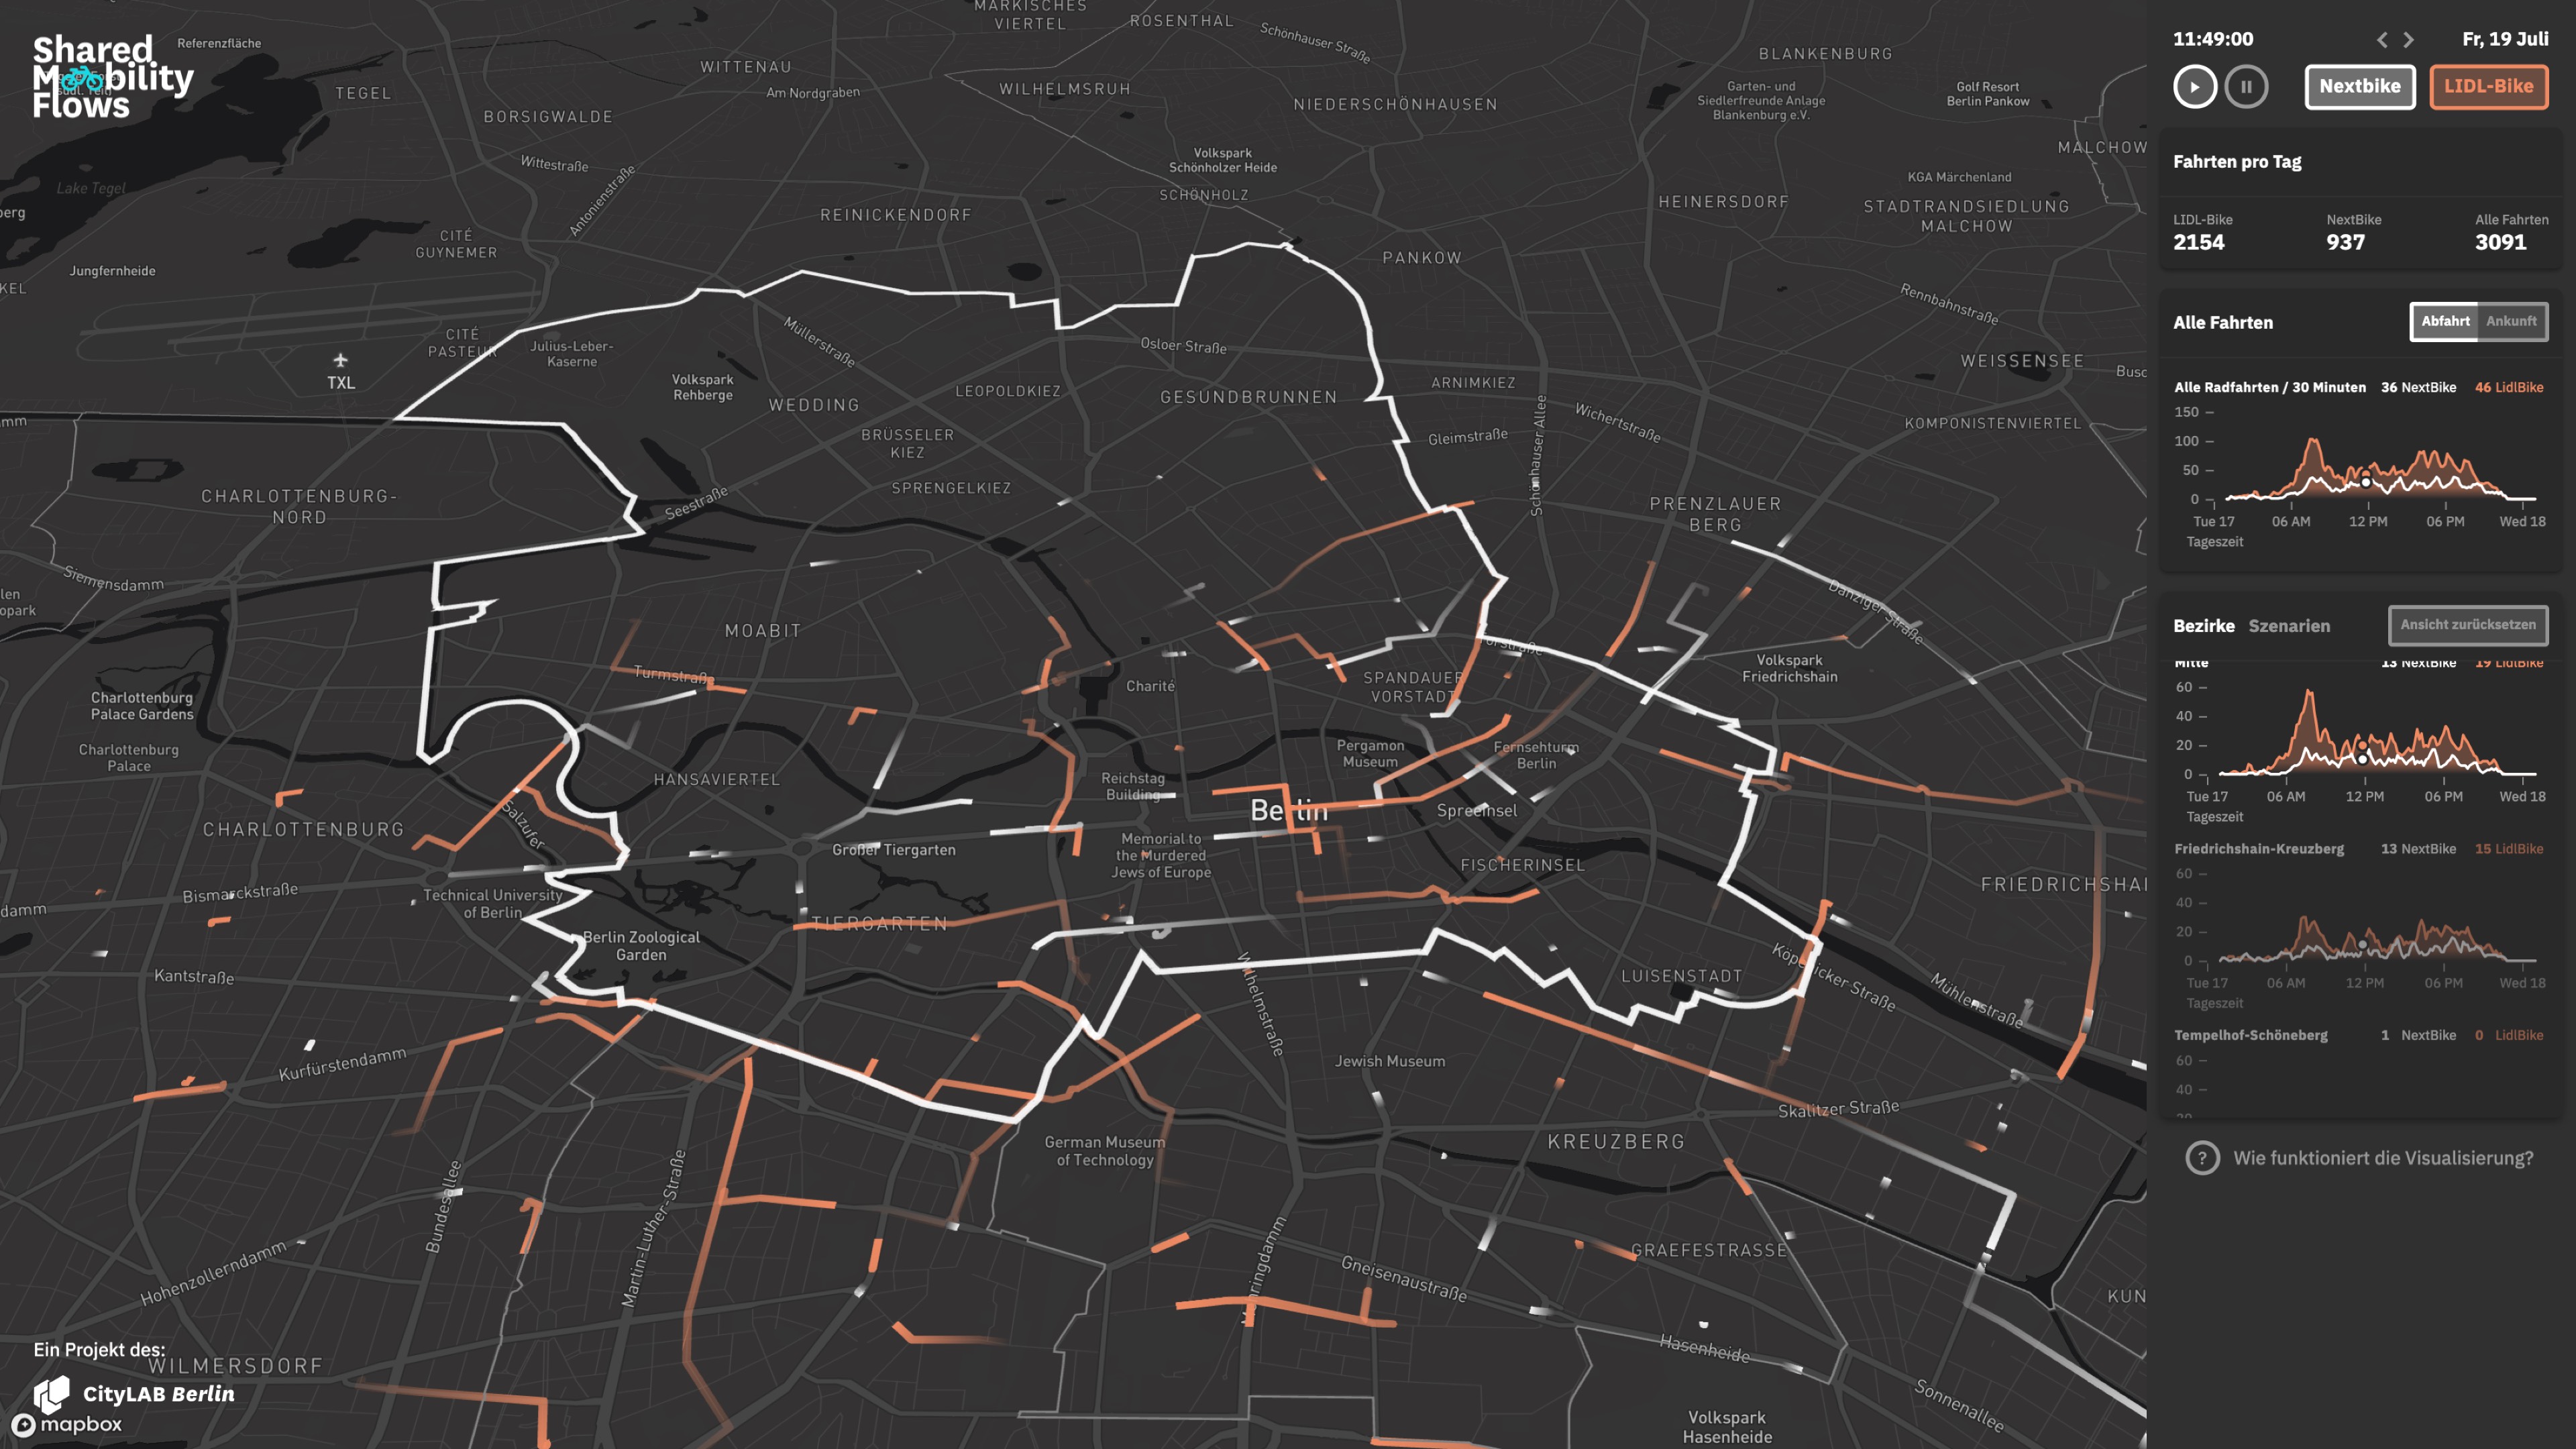 Shared
Mobility
Flows
Referenzfläche
Lake Tegel
Jungfernheide
TEGEL
BORSIGWALDE
WITTENAU
Am Nordgraben
Wittestraße
Antonienstraße
CITÉ
GUYNEMER
CITÉ
PASTEUR
TXL
Julius-Leber-
Kaserne
REINICKENDORF
MÄRKISCHES
VIERTEL
ROSENTHAL
Schönhauser Straße
WILHELMSRUH
NIEDERSCHÖNHAUSEN
Volkspark
Schönholzer Heide
SCHÖNHOLZ
PANKOW
BLANKENBURG
Garten- und
Siedlerfreunde Anlage
Blankenburg e.V.
Golf Resort
Berlin Pankow
MALCHOW
KGA Märchenland
HEINERSDORF
STADTRANDSIEDLUNG
MALCHOW
Rennbahnstraße
WEISSENSEE
KOMPONISTENVIERTEL
Müllerstraße
Osloer Straße
Volkspark
Rehberge
WEDDING
LEOPOLDKIEZ
GESUNDBRUNNEN
ARNIMKIEZ
Schönhauser Allee
Wichertstraße
Gleimstraße
BRÜSSELER
KIEZ
SPRENGELKIEZ
Seestraße
CHARLOTTENBURG-
NORD
Siemensdamm
PRENZLAUER
BERG
Danziger Straße
MOABIT
Turmstraße
Charité
SPANDAUER
VORSTADT
Volkspark
Friedrichshain
Charlottenburg
Palace Gardens
Charlottenburg
Palace
HANSAVIERTEL
Reichstag
Building
Pergamon
Museum
Fernsehturm
Berlin
Berlin
Spreeinsel
CHARLOTTENBURG
Salzufer
Großer Tiergarten
Memorial to
the Murdered
Jews of Europe
FISCHERINSEL
FRIEDRICHSHAI
Bismarckstraße
Technical University
of Berlin
TIERGARTEN
Berlin Zoological
Garden
Kantstraße
Wilhelmstraße
LUISENSTADT
Köpenicker Straße
Mühlenstraße
Kurfürstendamm
Jewish Museum
Skalitzer Straße
German Museum
of Technology
KREUZBERG
Bundesallee
Martin-Luther-Straße
Hohenzollerndamm
Mehringdamm
Gneisenaustraße
GRAEFESTRASSE
KUN
Hasenheide
Sonnenallee
Volkspark
Hasenheide
WILMERSDORF
Ein Projekt des:
CityLAB Berlin
mapbox
11:49:00
Fr, 19 Juli
Nextbike
LIDL-Bike
Fahrten pro Tag
LIDL-Bike NextBike Alle Fahrten
2154 937 3091
Alle Fahrten
Abfahrt Ankunft
Alle Radfahrten / 30 Minuten 36 NextBike 46 LidlBike
150
100
50
0
Tue 17 06 AM 12 PM 06 PM Wed 18
Tageszeit
Bezirke Szenarien Ansicht zurücksetzen
Mitte 13 NextBike 19 LidlBike
60
40
20
0
Tue 17 06 AM 12 PM 06 PM Wed 18
Tageszeit
Friedrichshain-Kreuzberg 13 NextBike 15 LidlBike
60
40
20
0
Tue 17 06 AM 12 PM 06 PM Wed 18
Tageszeit
Tempelhof-Schöneberg 1 NextBike 0 LidlBike
60
40
20
? Wie funktioniert die Visualisierung?